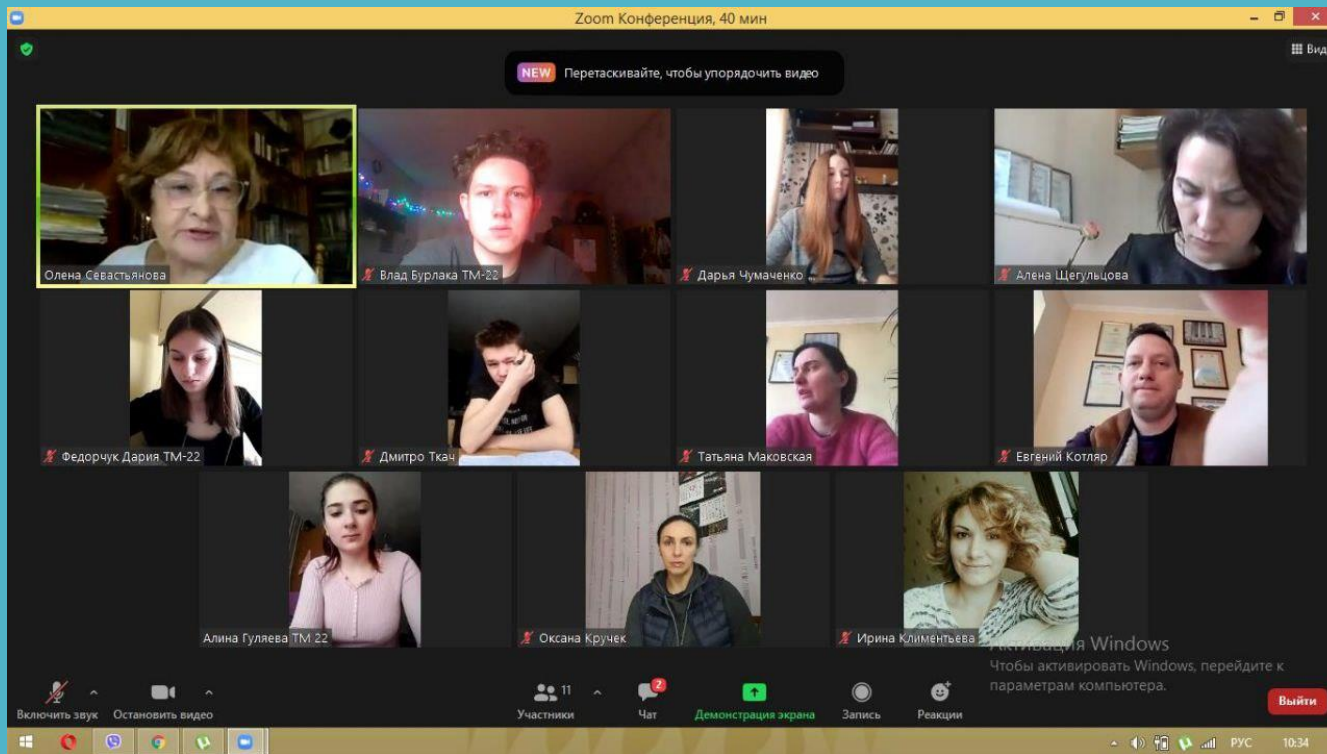 Zoom Конференция, 40 мин
Вид
NEW Перетаскивайте, чтобы упорядочить видео
Олена Севастьянова
Влад Бурлака ТМ-22
Дарья Чумаченко ...
Алена Щегульцова
Федорчук Дария ТМ-22
Дмитро Ткач
Татьяна Маковская
Евгений Котляр
Алина Гуляева ТМ 22
Оксана Кручек
Ирина Климентьева
Активация Windows
Чтобы активировать Windows, перейдите к
параметрам компьютера.
11
2
Включить звук
Остановить видео
Участники
Чат
Демонстрация экрана
Запись
Реакции
Выйти
РУС
10:34